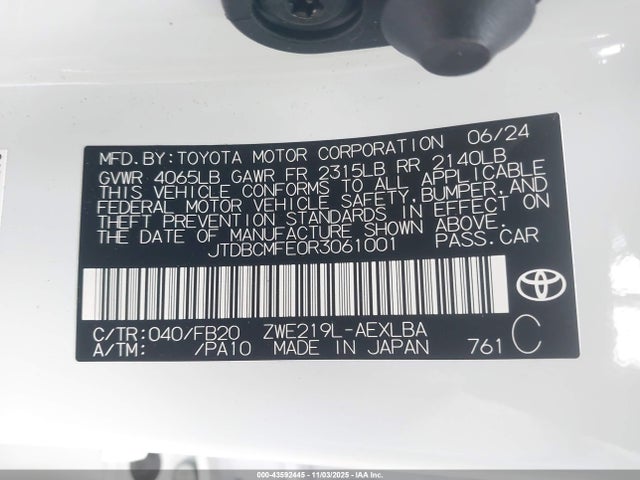 MFD.BY:TOYOTA MOTOR CORPORATION 06/24
GVWR 4065LB GAWR FR 2315LB RR 2140LB
THIS VEHICLE CONFORMS TO ALL APPLICABLE
FEDERAL MOTOR VEHICLE SAFETY,BUMPER,AND
THEFT PREVENTION STANDARDS IN EFFECT ON
THE DATE OF MANUFACTURE SHOWN ABOVE.
JTDBCMFE0R3061001 PASS.CAR
C/TR:040/FB20 ZWE219L-AEXLBA
A/TM: /PA10 MADE IN JAPAN 761 C
000-43592445 - 11/03/2025 - IAAI.COM